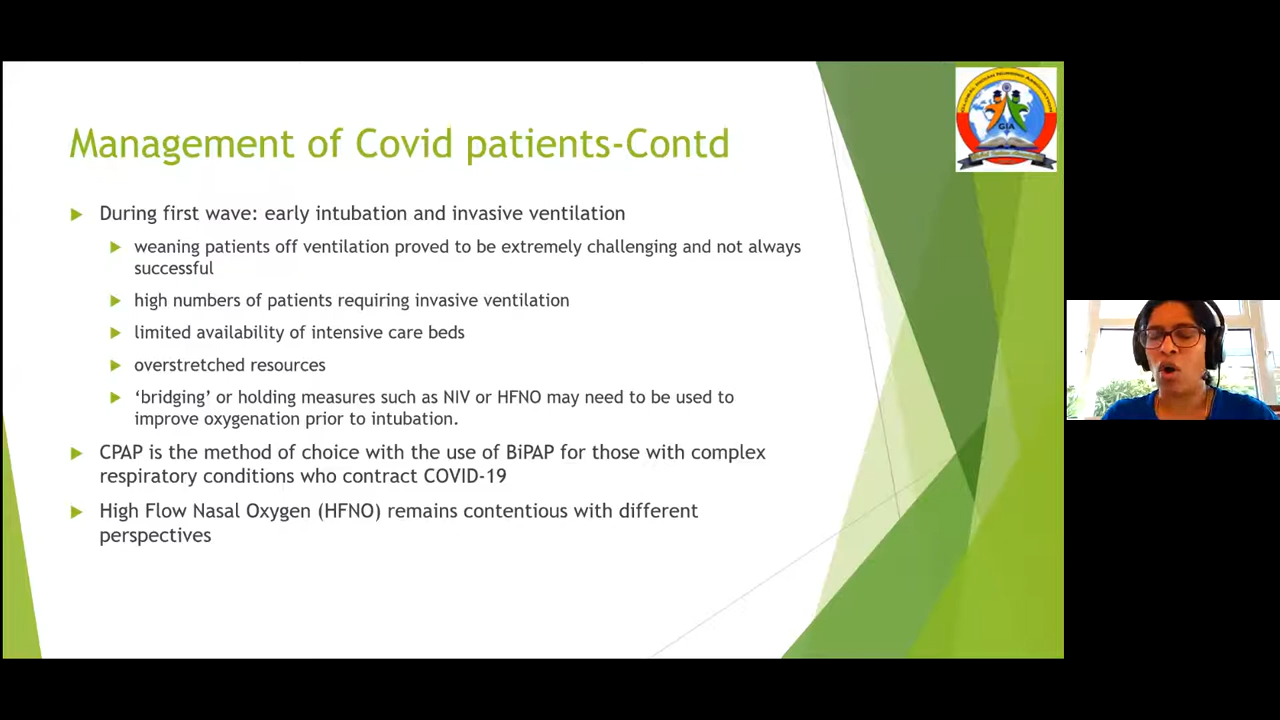 Management of Covid patients-Contd
During first wave: early intubation and invasive ventilation
weaning patients off ventilation proved to be extremely challenging and not always
successful
high numbers of patients requiring invasive ventilation
limited availability of intensive care beds
overstretched resources
‘bridging’ or holding measures such as NIV or HFNO may need to be used to
improve oxygenation prior to intubation.
CPAP is the method of choice with the use of BiPAP for those with complex
respiratory conditions who contract COVID-19
High Flow Nasal Oxygen (HFNO) remains contentious with different
perspectives
GLOBAL INDIAN NURSING ASSOCIATION